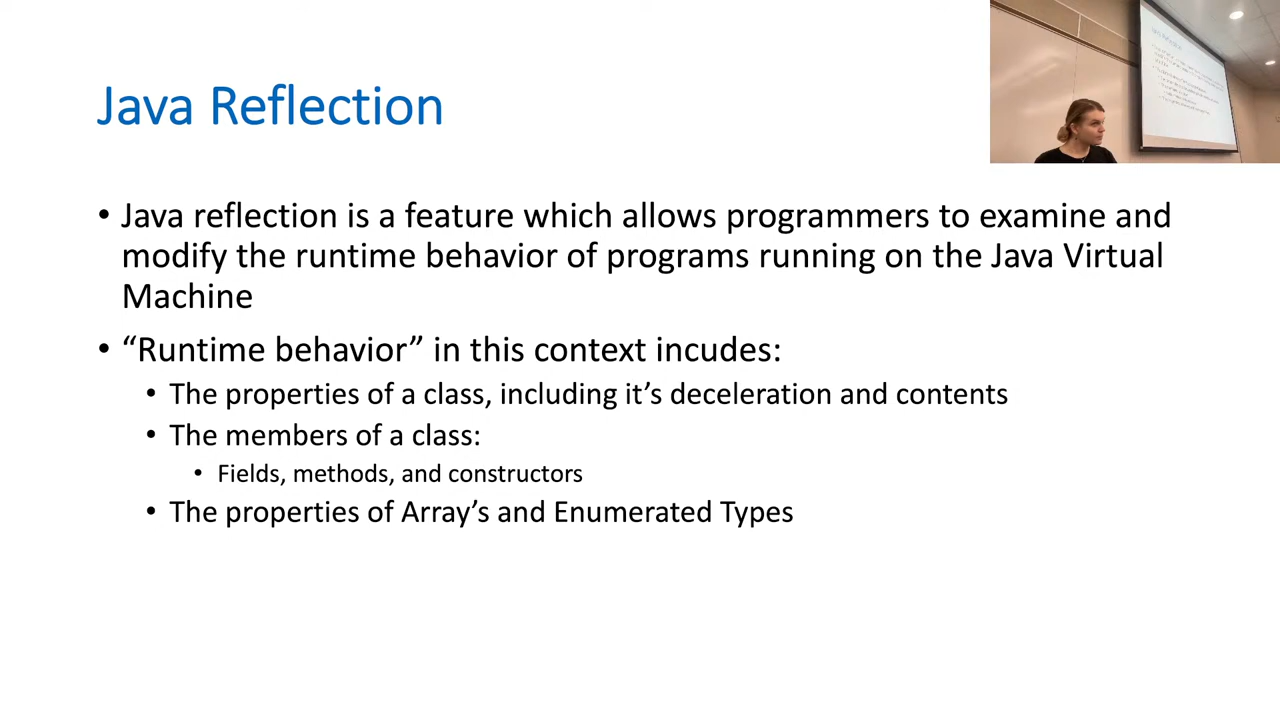 Java Reflection
• Java reflection is a feature which allows programmers to examine and
modify the runtime behavior of programs running on the Java Virtual
Machine
• “Runtime behavior” in this context incudes:
• The properties of a class, including it’s deceleration and contents
• The members of a class:
• Fields, methods, and constructors
• The properties of Array’s and Enumerated Types